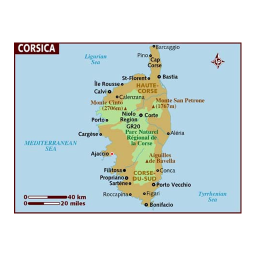 CORSICA
Barcaggio
Pino
Cap
Corse
Ligurian
Sea
N
St-Florent
Bastia
Île Rousse
HAUTE-
CORSE
Calvi
Calenzana
Monte Cinto
(2706m)
Monte San Petrone
(1767m)
Niolo
Region
Corte
Porto
GR20
Parc Naturel
Régional de
la Corse
Cargèse
Aléria
MEDITERRANEAN
SEA
Ajaccio
Aiguilles
de Bavella
Filitosa
Conca
Propriano
CORSE-
DU-SUD
Sartène
Porto Vecchio
Tyrrhenian
Sea
Roccapina
Figari
Bonifacio
0
40 km
0
20 miles